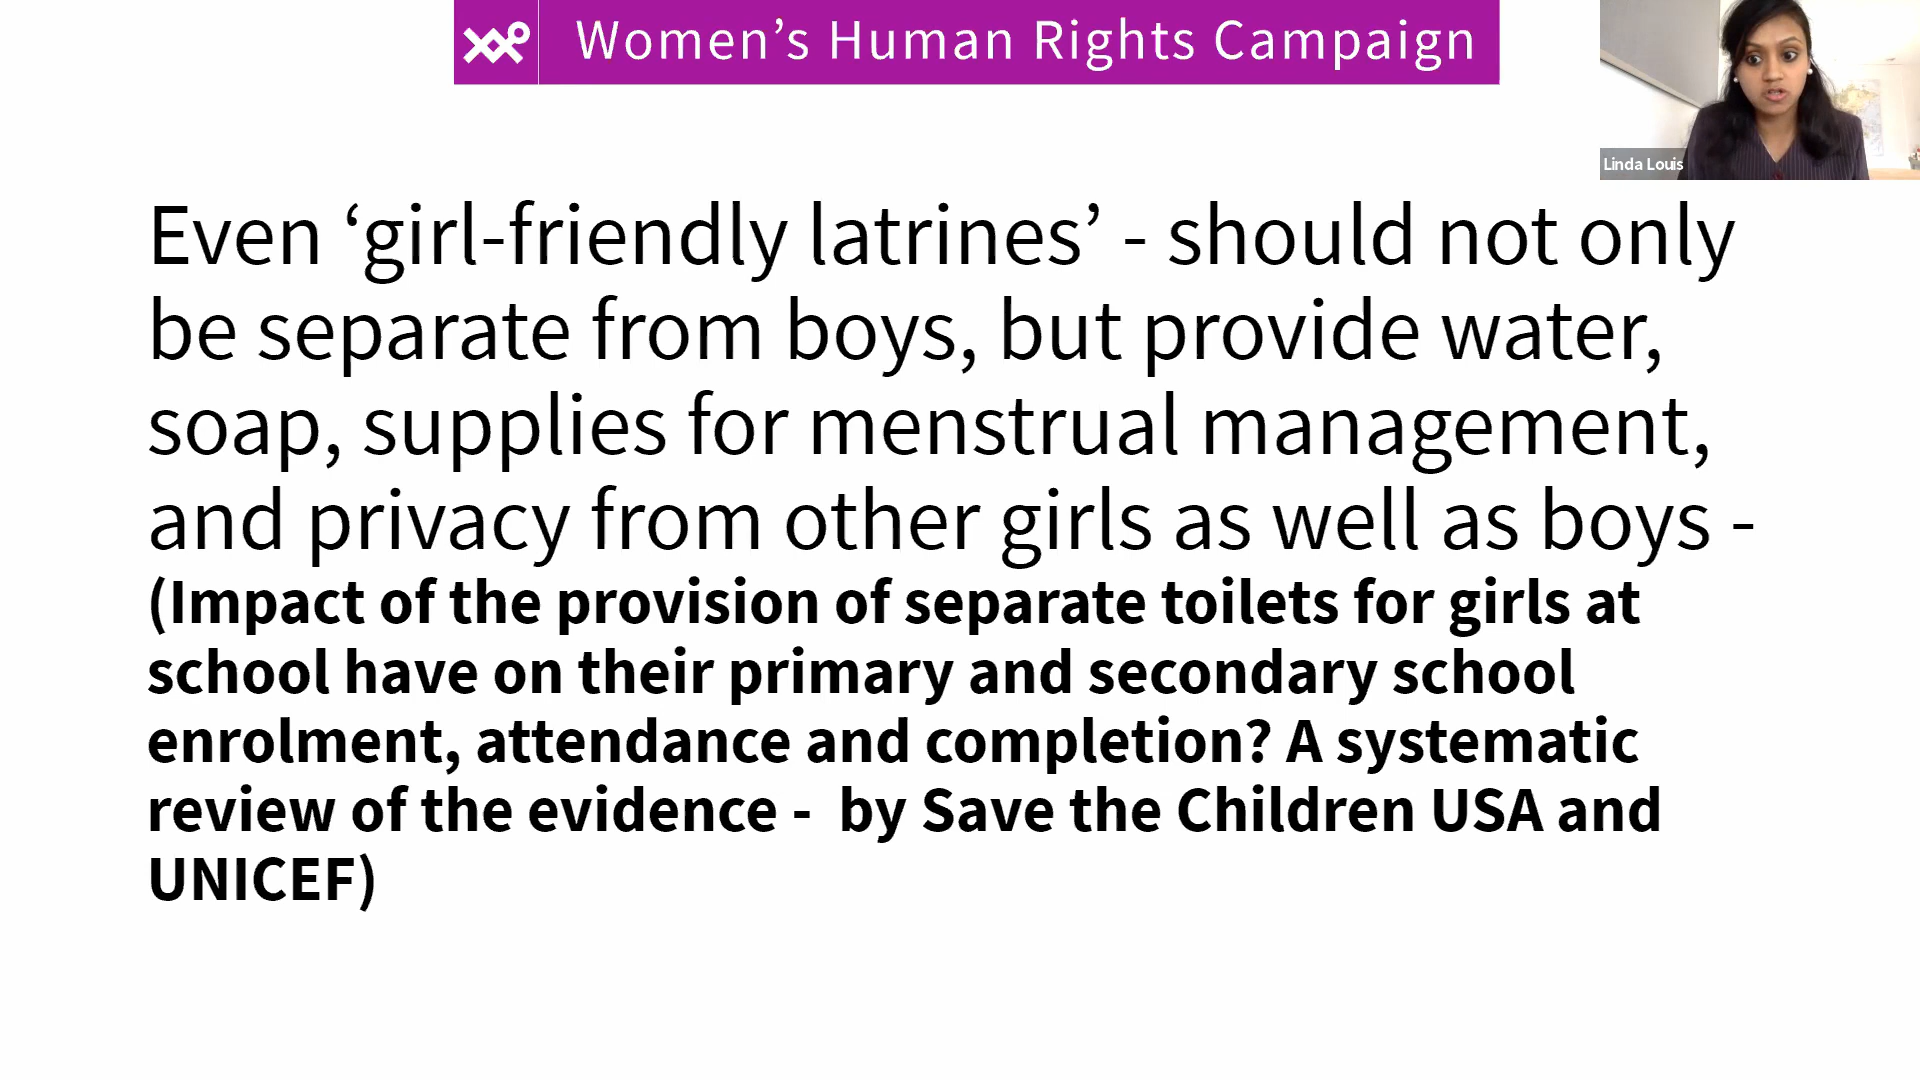 Women’s Human Rights Campaign
Linda Louis
Even ‘girl-friendly latrines’ - should not only
be separate from boys, but provide water,
soap, supplies for menstrual management,
and privacy from other girls as well as boys -
(Impact of the provision of separate toilets for girls at
school have on their primary and secondary school
enrolment, attendance and completion? A systematic
review of the evidence -  by Save the Children USA and
UNICEF)